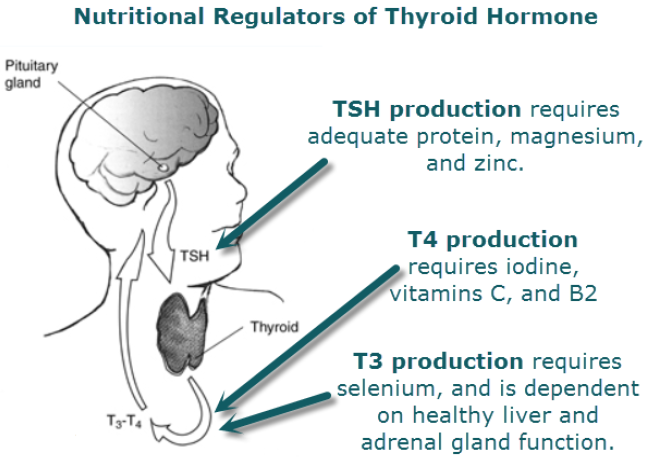 Nutritional Regulators of Thyroid Hormone
Pituitary
gland
TSH production requires
adequate protein, magnesium,
and zinc.
TSH
T4 production
requires iodine,
vitamins C, and B2
Thyroid
T3 production requires
selenium, and is dependent
on healthy liver and
adrenal gland function.
T₃-T₄